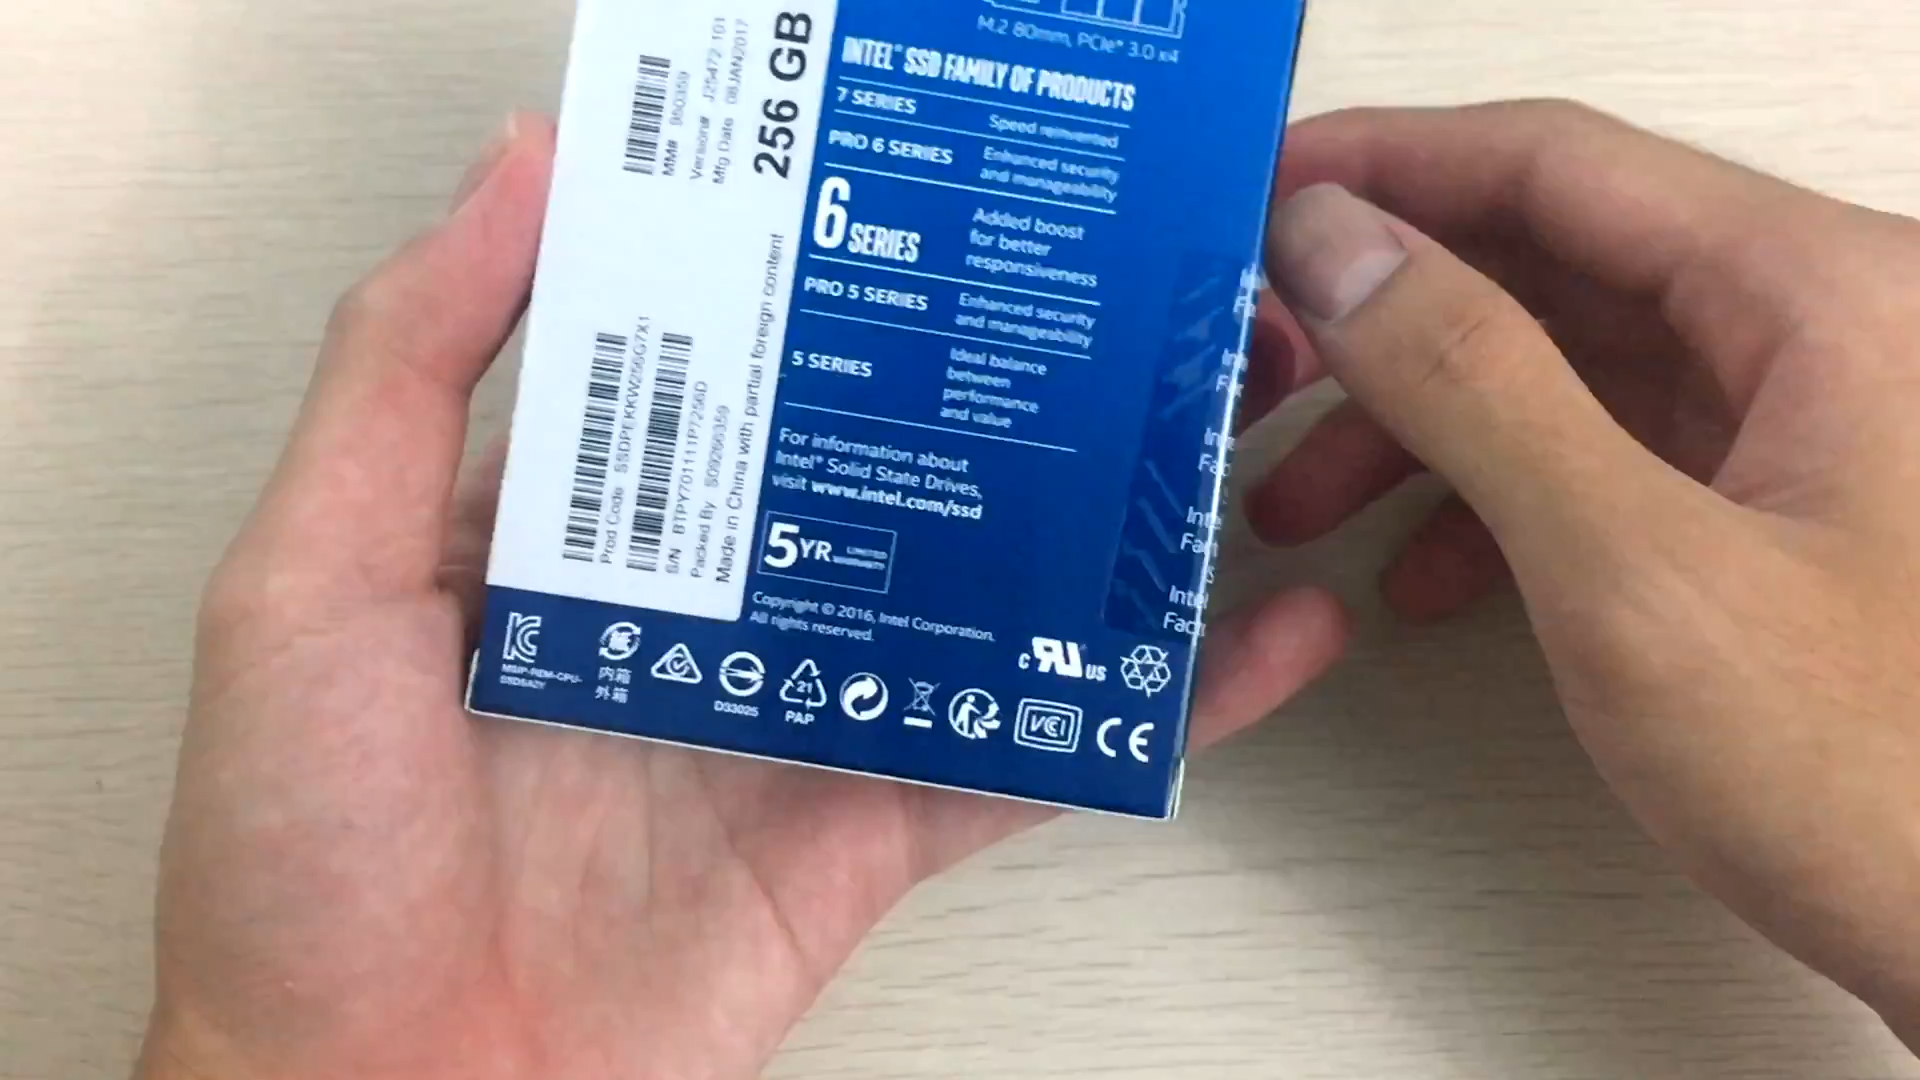 M.2 80mm, PCIe® 3.0 x4
INTEL® SSD FAMILY OF PRODUCTS
7 SERIES
Speed reinvented
PRO 6 SERIES
Enhanced security
and manageability
6 SERIES
Added boost
for better
responsiveness
PRO 5 SERIES
Enhanced security
and manageability
5 SERIES
Ideal balance
between
performance
and value
For information about
Intel® Solid State Drives,
visit www.intel.com/ssd
5YR LIMITED
WARRANTY
Copyright © 2016, Intel Corporation.
All rights reserved.
256 GB
Version# J25472-101
Mfg Date 08JAN2017
Prod Code SSDPEKKW256G7X1
S/N BTPY701111P7256D
Packed By S09266359
Made in China with partial foreign content
内箱
外箱
D33025
21
PAP
VCCI
C
US
CE